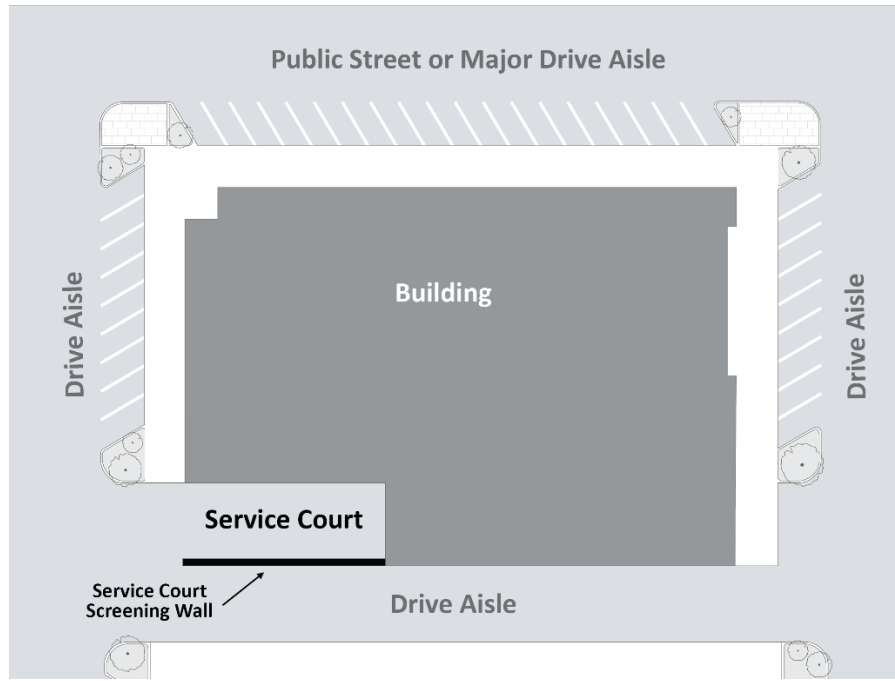 Public Street or Major Drive Aisle
Drive Aisle
Building
Drive Aisle
Service Court
Service Court
Screening Wall
Drive Aisle